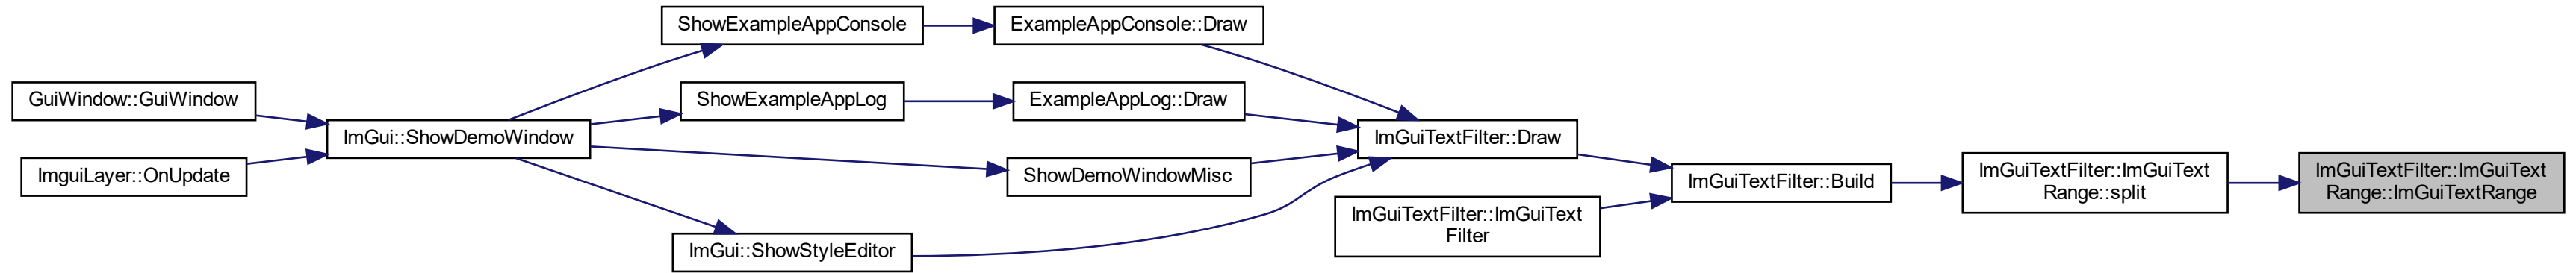 ShowExampleAppConsole
ExampleAppConsole::Draw
GuiWindow::GuiWindow
ShowExampleAppLog
ExampleAppLog::Draw
ImGui::ShowDemoWindow
ImGuiTextFilter::Draw
ImguiLayer::OnUpdate
ShowDemoWindowMisc
ImGuiTextFilter::Build
ImGuiTextFilter::ImGuiText
Range::split
ImGuiTextFilter::ImGuiText
Range::ImGuiTextRange
ImGuiTextFilter::ImGuiText
Filter
ImGui::ShowStyleEditor